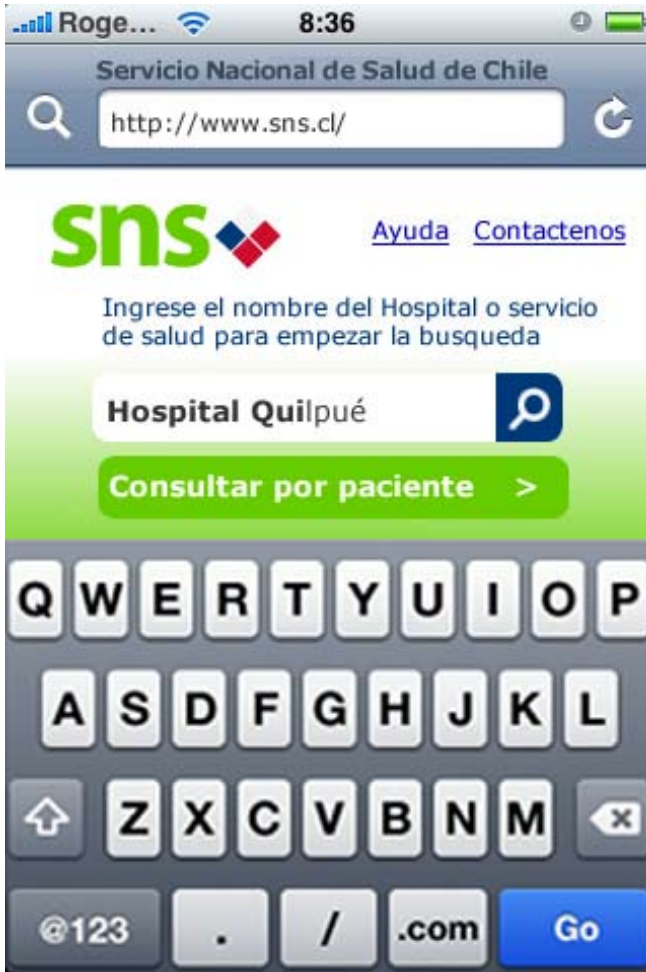 Roge... 8:36
Servicio Nacional de Salud de Chile
http://www.sns.cl/
sns
Ayuda Contactenos
Ingrese el nombre del Hospital o servicio
de salud para empezar la busqueda
Hospital Quilpué
Consultar por paciente >
Q W E R T Y U I O P
A S D F G H J K L
Z X C V B N M
@123 . / .com Go